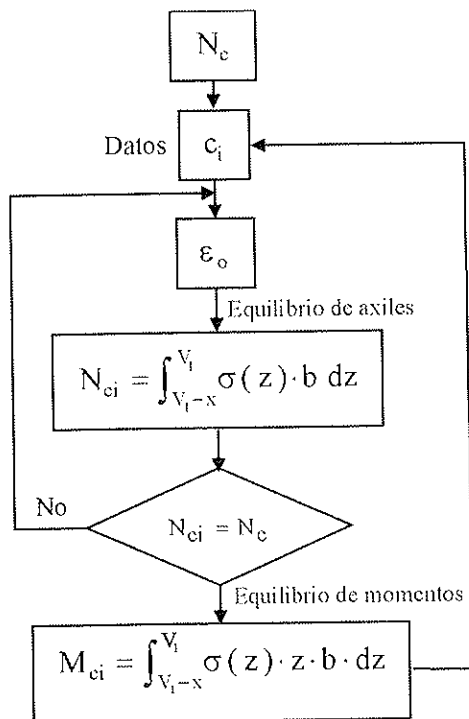 N_c
Datos c_i
ε_o
Equilibrio de axiles
N_ci = ∫_{V_1-x}^{V_1} σ(z)·b dz
No
N_ci = N_c
Equilibrio de momentos
M_ci = ∫_{V_1-x}^{V_1} σ(z)·z·b·dz